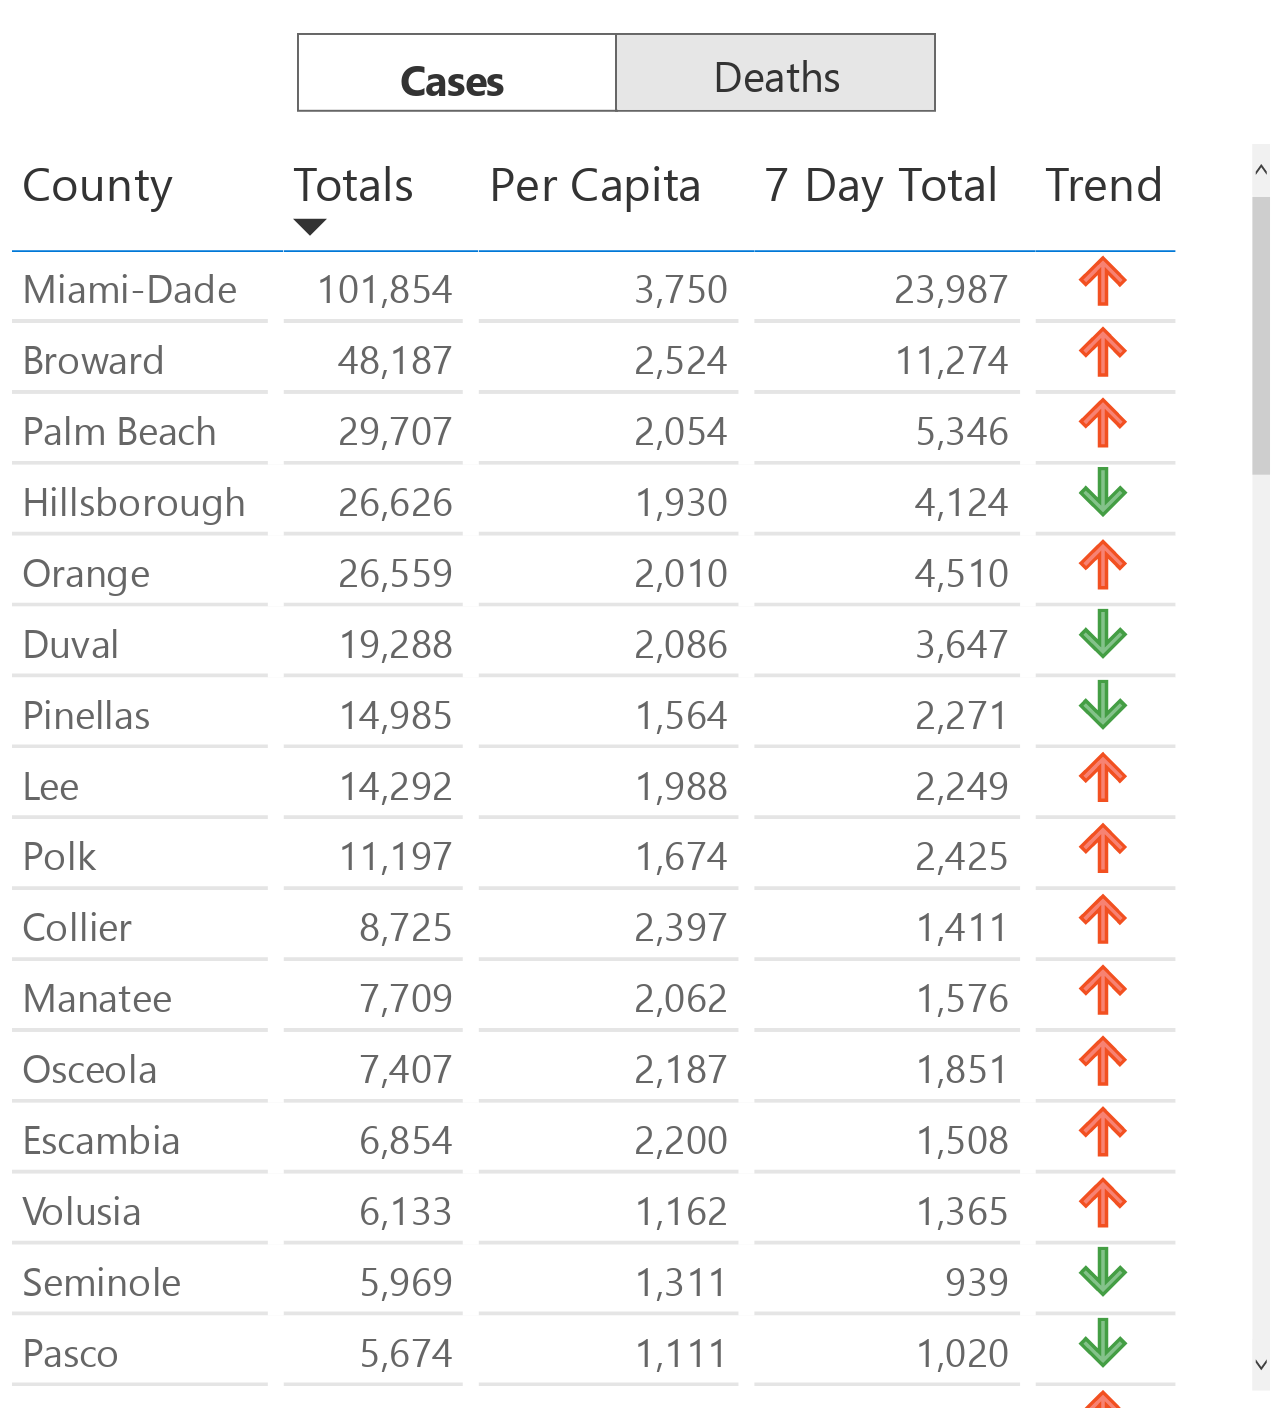 Cases Deaths
County Totals Per Capita 7 Day Total Trend
Miami-Dade 101,854 3,750 23,987
Broward 48,187 2,524 11,274
Palm Beach 29,707 2,054 5,346
Hillsborough 26,626 1,930 4,124
Orange 26,559 2,010 4,510
Duval 19,288 2,086 3,647
Pinellas 14,985 1,564 2,271
Lee 14,292 1,988 2,249
Polk 11,197 1,674 2,425
Collier 8,725 2,397 1,411
Manatee 7,709 2,062 1,576
Osceola 7,407 2,187 1,851
Escambia 6,854 2,200 1,508
Volusia 6,133 1,162 1,365
Seminole 5,969 1,311 939
Pasco 5,674 1,111 1,020